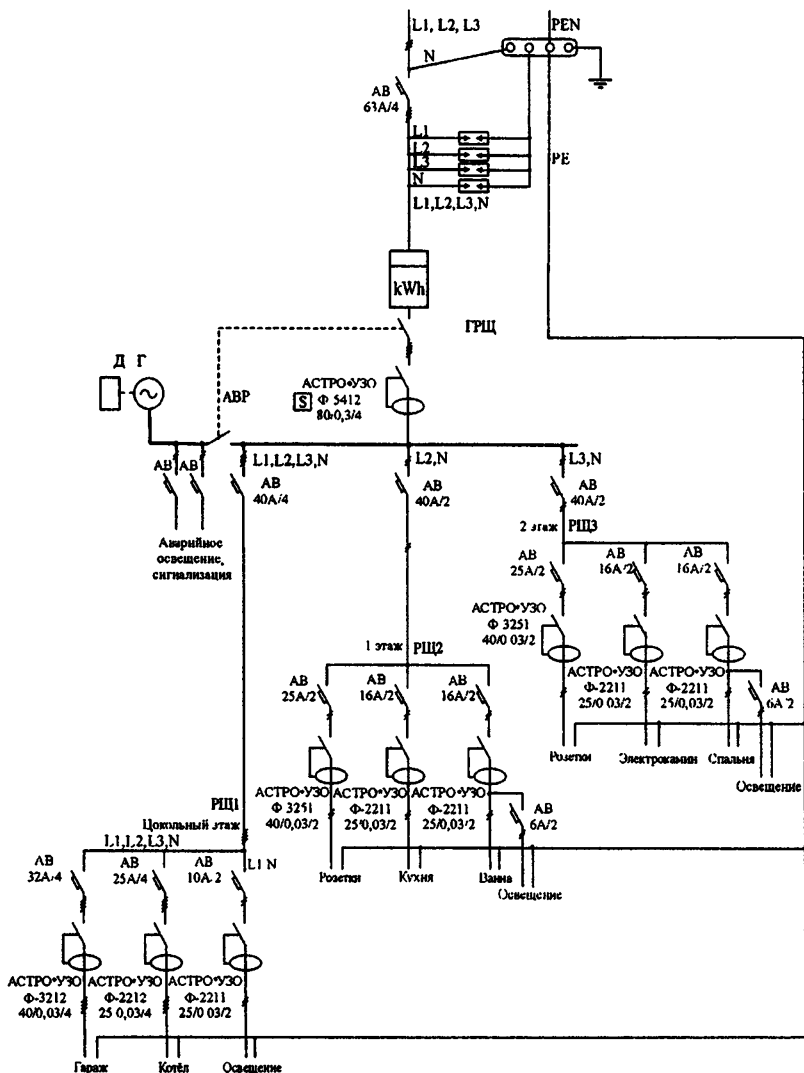 L1, L2, L3
PEN
N
АВ
63А/4
L1
L2
L3
N
PE
L1,L2,L3,N
kWh
ГРЩ
Д Г
АВР
АСТРО*УЗО
S Ф 5412
80/0,3/4
АВ АВ
L1,L2,L3,N
L2,N
L3,N
АВ
40А/4
АВ
40А/2
АВ
40А/2
Аварийное
освещение,
сигнализация
2 этаж РЩ3
АВ
25А/2
АВ
16А/2
АВ
16А/2
АСТРО*УЗО
Ф 3251
40/0 03/2
АСТРО*УЗО
Ф-2211
25/0 03/2
АСТРО*УЗО
Ф-2211
25/0,03/2
АВ
6А/2
Розетки
Электрокамин
Спальня
Освещение
1 этаж РЩ2
АВ
25А/2
АВ
16А/2
АВ
16А/2
АСТРО*УЗО
Ф 3251
40/0,03/2
АСТРО*УЗО
Ф-2211
25/0,03/2
АСТРО*УЗО
Ф-2211
25/0,03/2
АВ
6А/2
Розетки
Кухня
Ванна
Освещение
РЩ1
Цокольный этаж
L1,L2,L3,N
L1 N
АВ
32А/4
АВ
25А/4
АВ
10А/2
АСТРО*УЗО
Ф-3212
40/0,03/4
АСТРО*УЗО
Ф-2212
25 0,03/4
АСТРО*УЗО
Ф-2211
25/0 03/2
Гараж
Котёл
Освещение